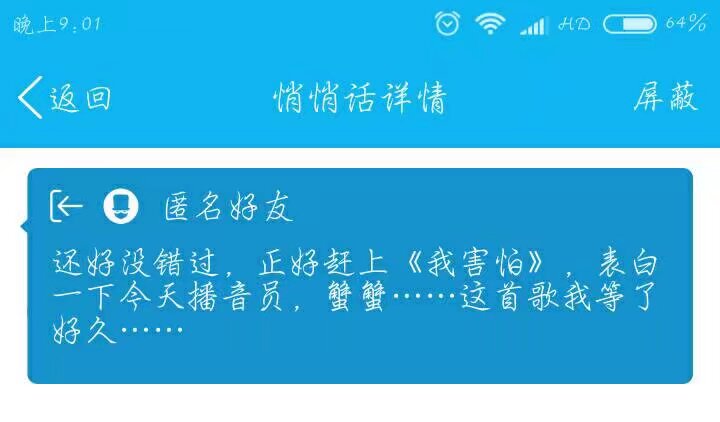 晚上9:01 HD 64%
返回 悄悄话详情 屏蔽
匿名好友
还好没错过，正好赶上《我害怕》，表白
一下今天播音员，蟹蟹……这首歌我等了
好久……